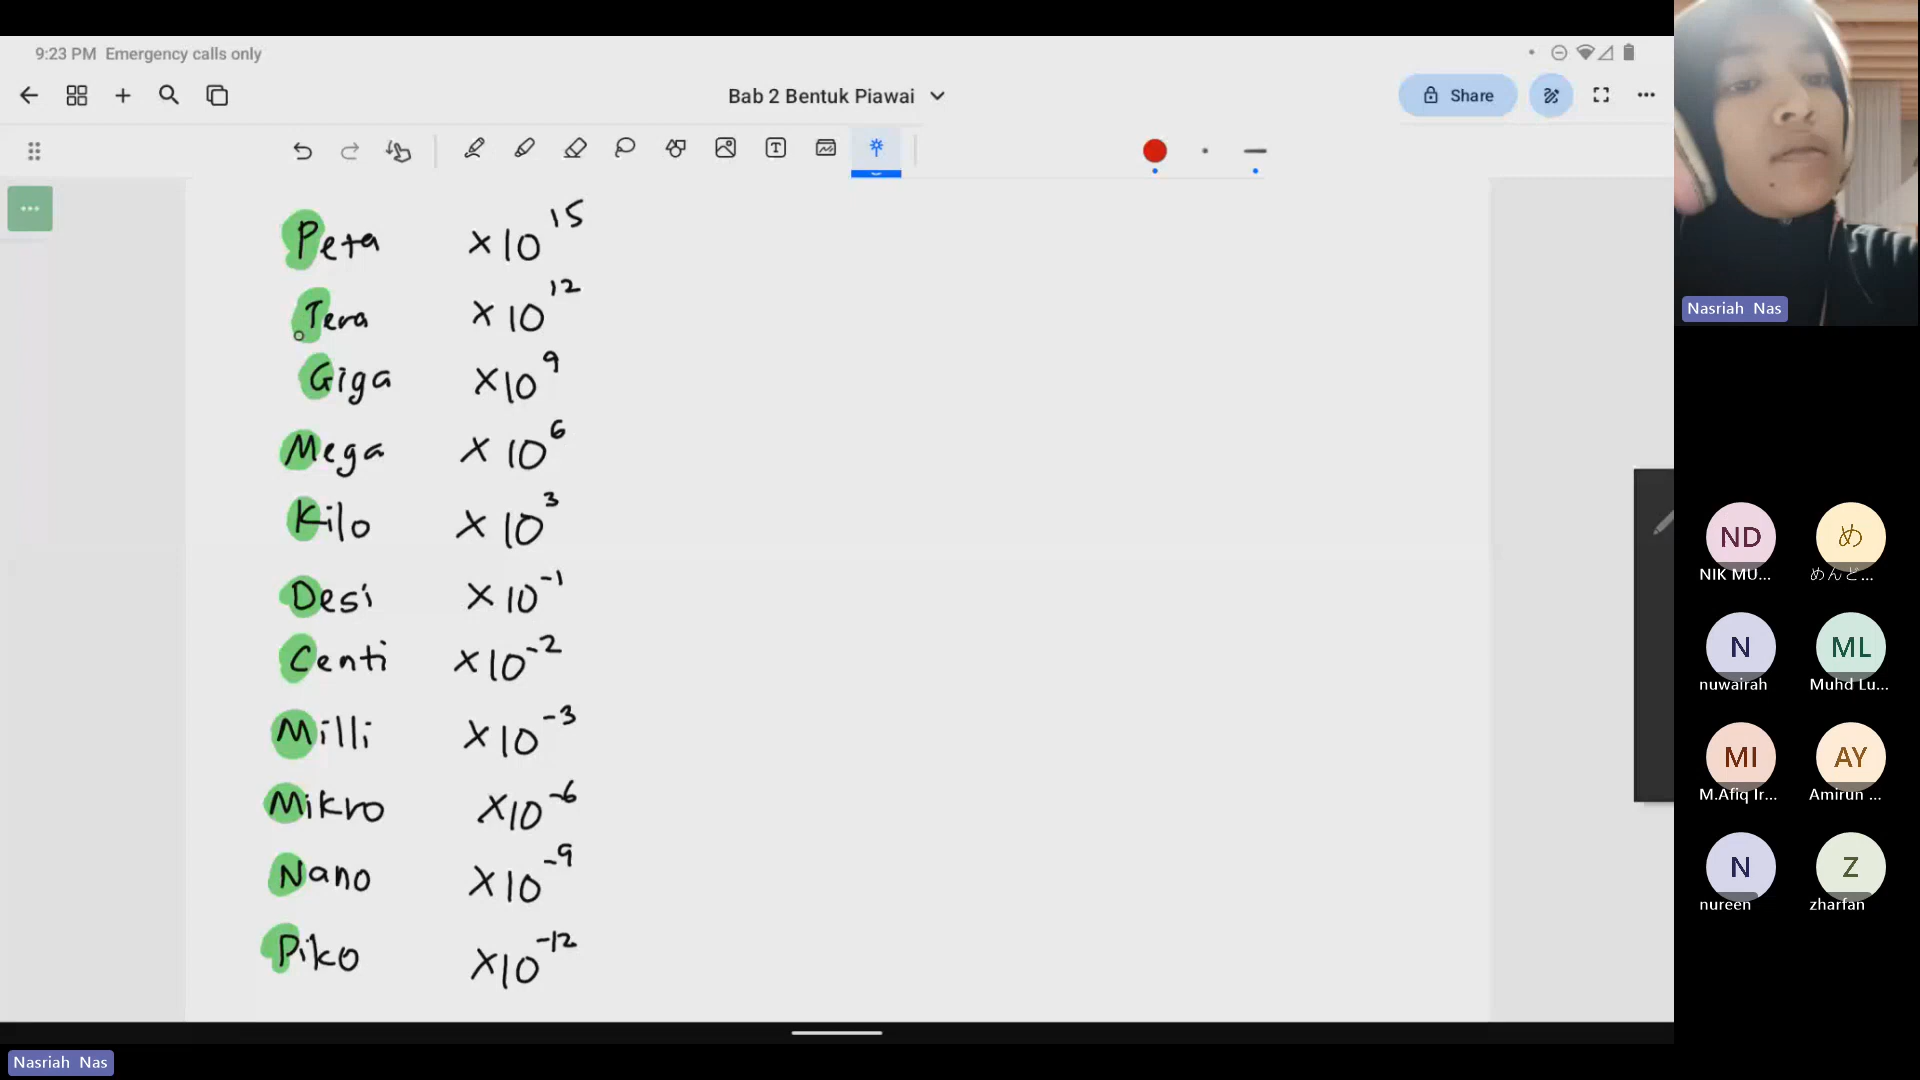 9:23 PM Emergency calls only
Bab 2 Bentuk Piawai
Share
Peta ×10^15
Tera ×10^12
Giga ×10^9
Mega ×10^6
Kilo ×10^3
Desi ×10^-1
Centi ×10^-2
Milli ×10^-3
Mikro ×10^-6
Nano ×10^-9
Piko ×10^-12
Nasriah Nas
ND め
NIK MU... めんど...
N ML
nuwairah Muhd Lu...
MI AY
M.Afiq Ir... Amirun ...
N Z
nureen zharfan
Nasriah Nas